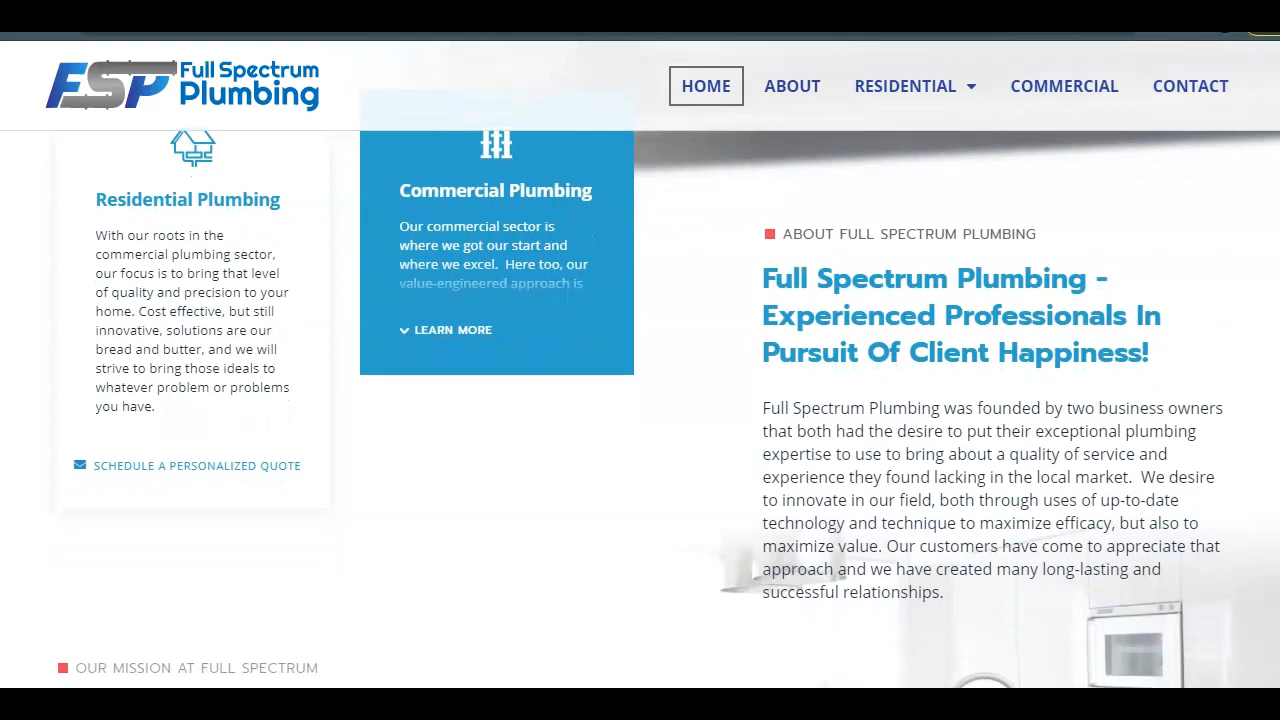 FSP Full Spectrum
Plumbing
HOME ABOUT RESIDENTIAL COMMERCIAL CONTACT
Residential Plumbing
With our roots in the
commercial plumbing sector,
our focus is to bring that level
of quality and precision to your
home. Cost effective, but still
innovative, solutions are our
bread and butter, and we will
strive to bring those ideals to
whatever problem or problems
you have.
SCHEDULE A PERSONALIZED QUOTE
Commercial Plumbing
Our commercial sector is
where we got our start and
where we excel. Here too, our
value-engineered approach is
LEARN MORE
ABOUT FULL SPECTRUM PLUMBING
Full Spectrum Plumbing -
Experienced Professionals In
Pursuit Of Client Happiness!
Full Spectrum Plumbing was founded by two business owners
that both had the desire to put their exceptional plumbing
expertise to use to bring about a quality of service and
experience they found lacking in the local market. We desire
to innovate in our field, both through uses of up-to-date
technology and technique to maximize efficacy, but also to
maximize value. Our customers have come to appreciate that
approach and we have created many long-lasting and
successful relationships.
OUR MISSION AT FULL SPECTRUM